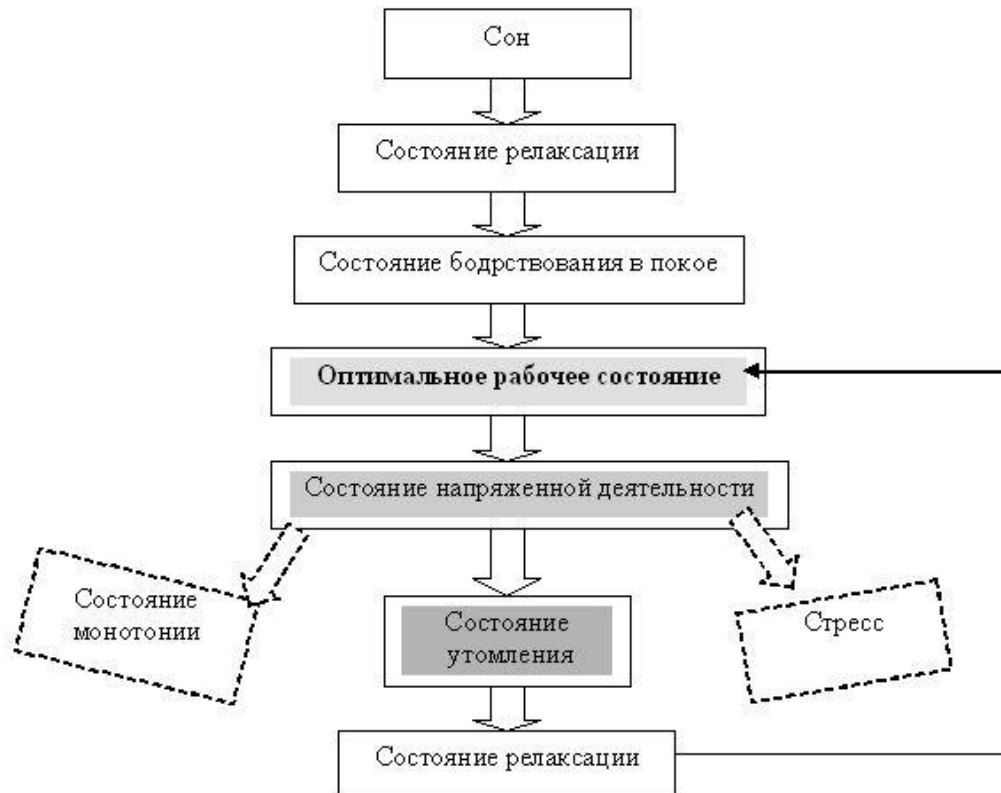 Сон
Состояние релаксации
Состояние бодрствования в покое
Оптимальное рабочее состояние
Состояние напряженной деятельности
Состояние
монотонии
Состояние
утомления
Стресс
Состояние релаксации